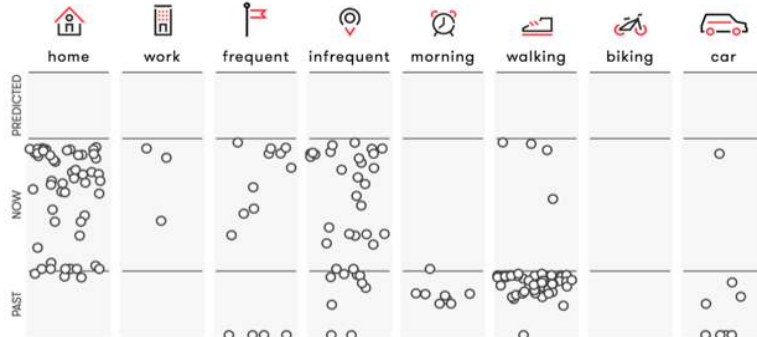 home work frequent infrequent morning walking biking car
PREDICTED
NOW
PAST